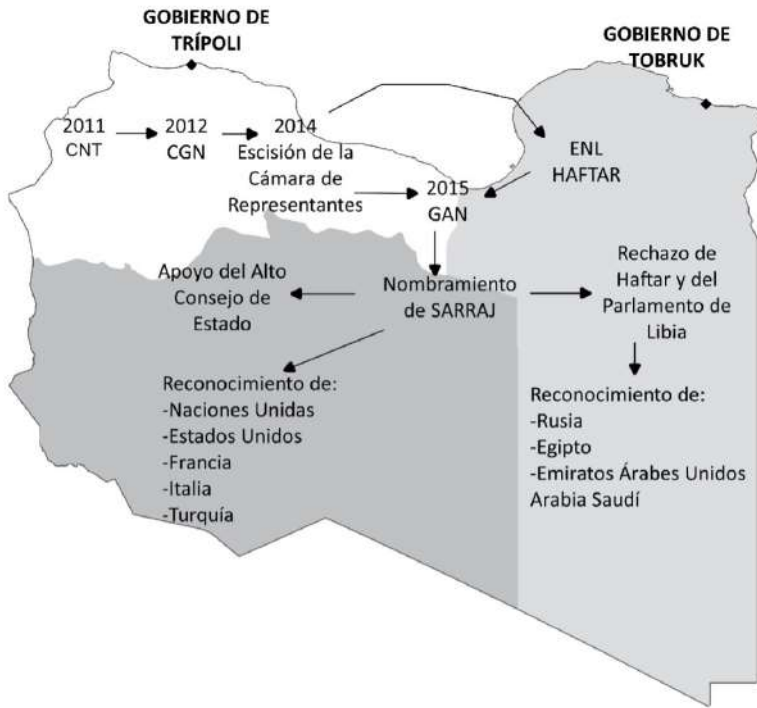 GOBIERNO DE
TRÍPOLI
GOBIERNO DE
TOBRUK
2011
CNT
2012
CGN
2014
Escisión de la
Cámara de
Representantes
2015
GAN
ENL
HAFTAR
Apoyo del Alto
Consejo de
Estado
Nombramiento
de SARRAJ
Rechazo de
Haftar y del
Parlamento de
Libia
Reconocimiento de:
-Naciones Unidas
-Estados Unidos
-Francia
-Italia
-Turquía
Reconocimiento de:
-Rusia
-Egipto
-Emiratos Árabes Unidos
Arabia Saudí